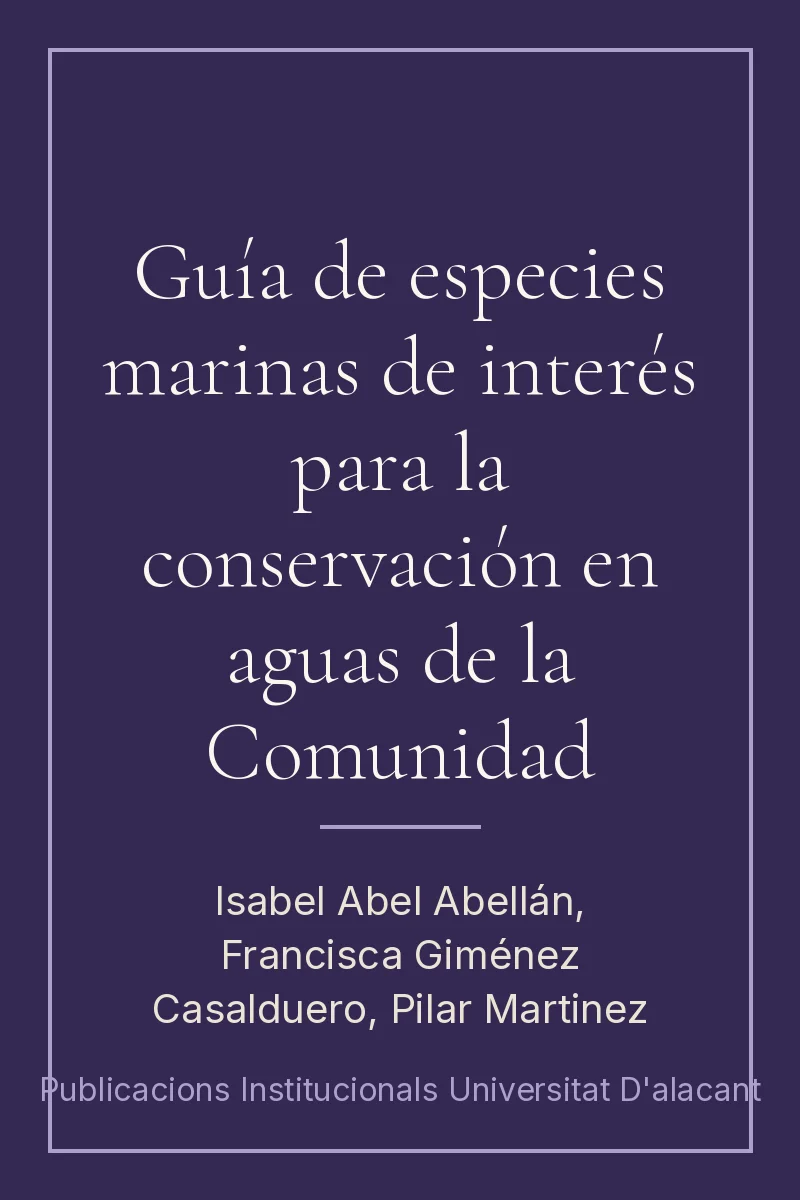 Guía de especies
marinas de interés
para la
conservación en
aguas de la
Comunidad
Isabel Abel Abellán,
Francisca Giménez
Casalduero, Pilar Martinez
Publicacions Institucionals Universitat D'alacant